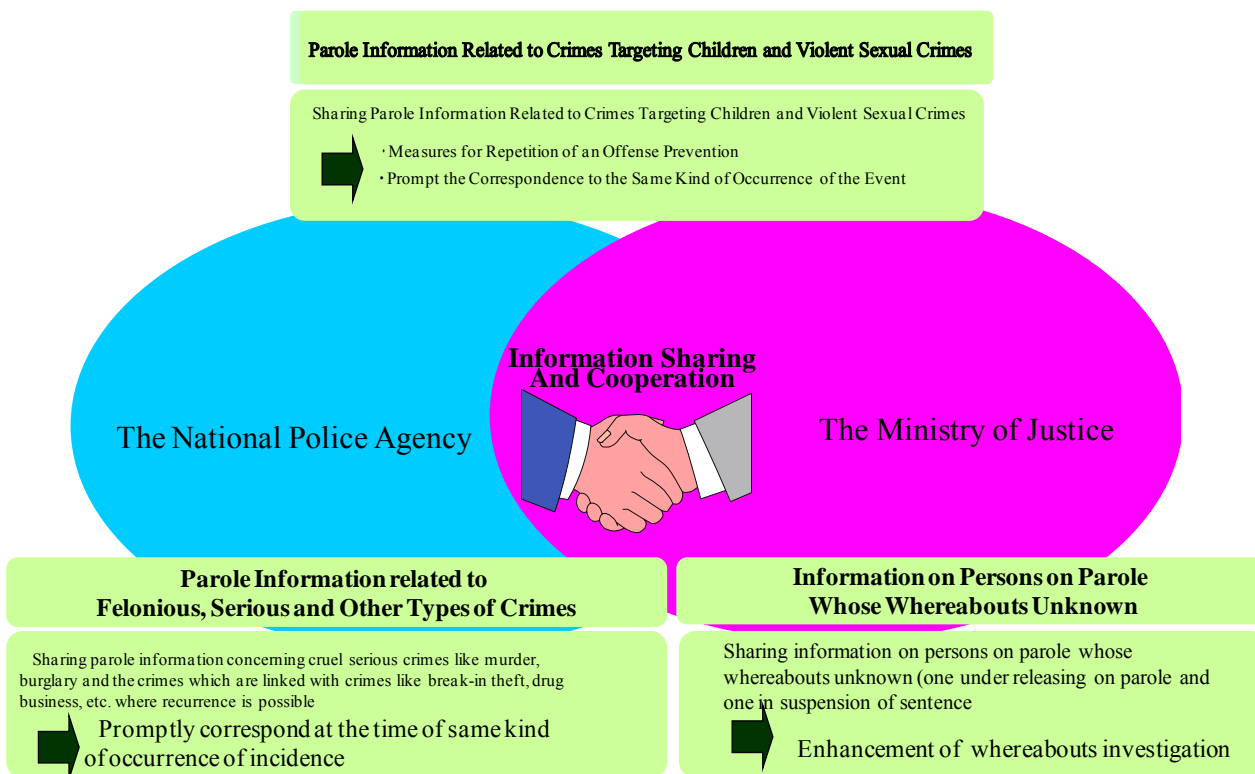 Parole Information Related to Crimes Targeting Children and Violent Sexual Crimes
Sharing Parole Information Related to Crimes Targeting Children and Violent Sexual Crimes
・Measures for Repetition of an Offense Prevention
・Prompt the Correspondence to the Same Kind of Occurrence of the Event
Information Sharing
And Cooperation
The National Police Agency
The Ministry of Justice
Parole Information related to
Felonious, Serious and Other Types of Crimes
Sharing parole information concerning cruel serious crimes like murder,
burglary and the crimes which are linked with crimes like break-in theft, drug
business, etc. where recurrence is possible
Promptly correspond at the time of same kind
of occurrence of incidence
Information on Persons on Parole
Whose Whereabouts Unknown
Sharing information on persons on parole whose
whereabouts unknown (one under releasing on parole and
one in suspension of sentence
Enhancement of whereabouts investigation